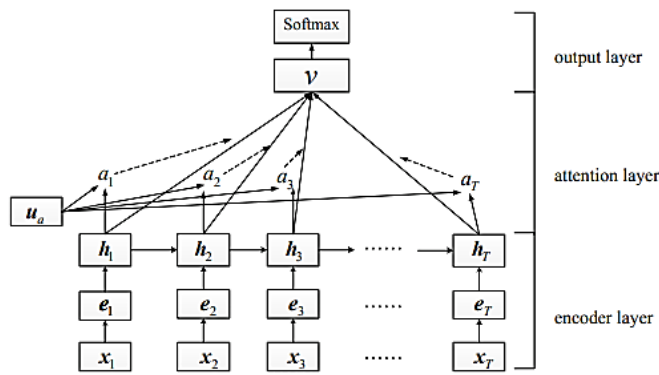 Softmax
v
output layer
a1 a2 a3 aT
attention layer
ua
h1 h2 h3 ...... hT
e1 e2 e3 ...... eT
encoder layer
x1 x2 x3 ...... xT